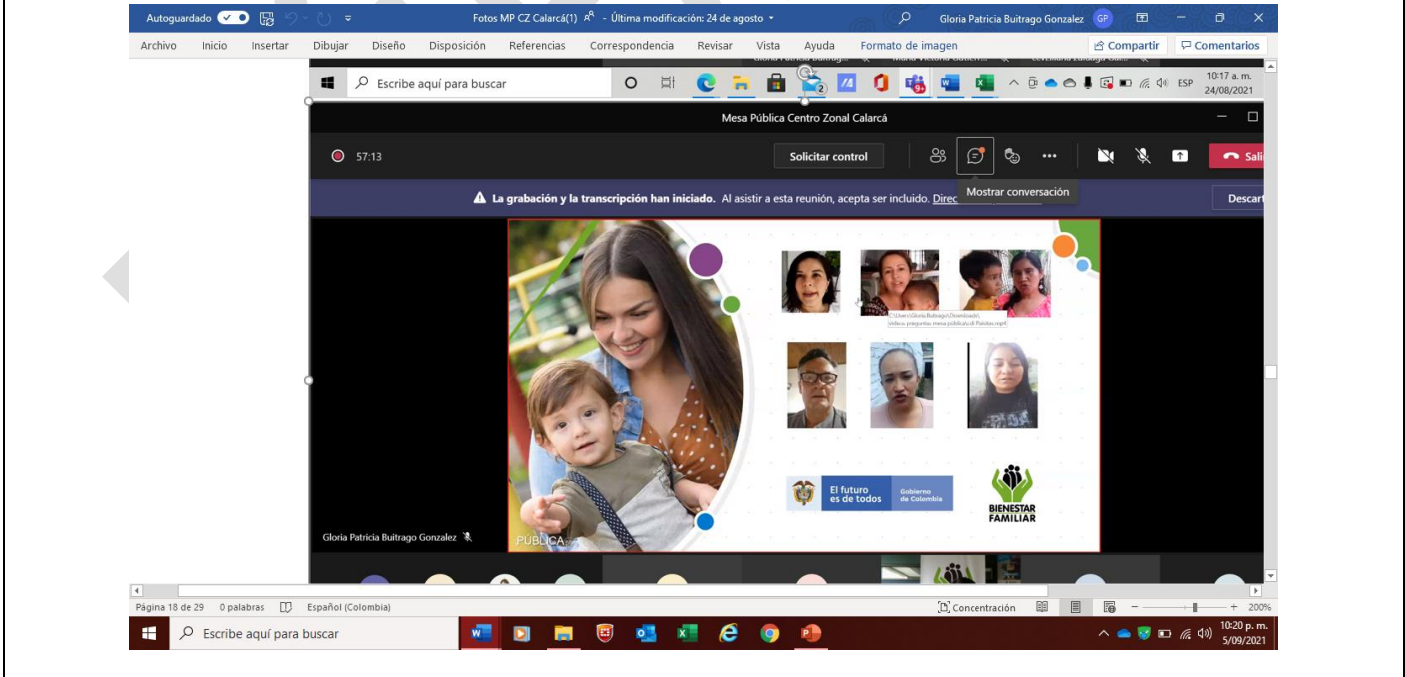 Autoguardado
Fotos MP CZ Calarcá(1) - Última modificación: 24 de agosto
Gloria Patricia Buitrago Gonzalez GP
Archivo Inicio Insertar Dibujar Diseño Disposición Referencias Correspondencia Revisar Vista Ayuda Formato de imagen Compartir Comentarios
Escribe aquí para buscar
2
9+
ESP
10:17 a. m.
24/08/2021
Mesa Pública Centro Zonal Calarcá
57:13
Solicitar control
Sali
Mostrar conversación
La grabación y la transcripción han iniciado. Al asistir a esta reunión, acepta ser incluido. Direc
Descart
El futuro
es de todos
Gobierno
de Colombia
BIENESTAR
FAMILIAR
Gloria Patricia Buitrago Gonzalez
PÚBLICA
Página 18 de 29 0 palabras Español (Colombia) Concentración 200%
Escribe aquí para buscar
10:20 p. m.
5/09/2021